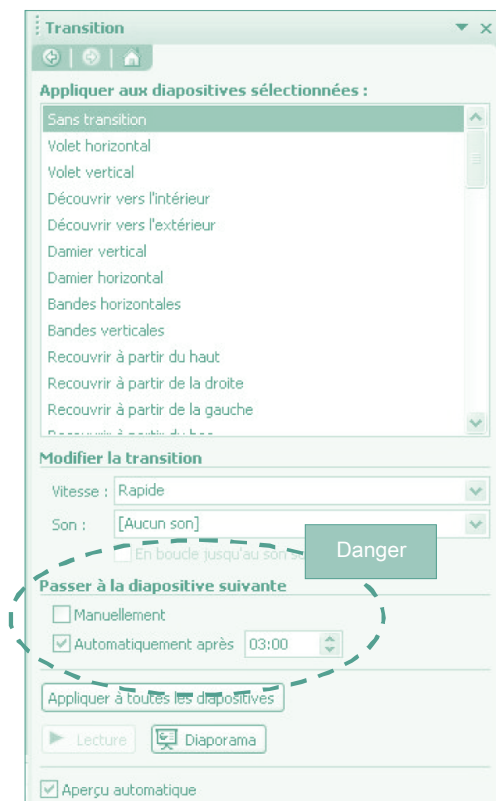 Transition
Appliquer aux diapositives sélectionnées :
Sans transition
Volet horizontal
Volet vertical
Découvrir vers l'intérieur
Découvrir vers l'extérieur
Damier vertical
Damier horizontal
Bandes horizontales
Bandes verticales
Recouvrir à partir du haut
Recouvrir à partir de la droite
Recouvrir à partir de la gauche
Modifier la transition
Vitesse : Rapide
Son : [Aucun son]
En boucle jusqu'au son
Danger
Passer à la diapositive suivante
Manuellement
Automatiquement après 03:00
Appliquer à toutes les diapositives
Lecture Diaporama
Aperçu automatique